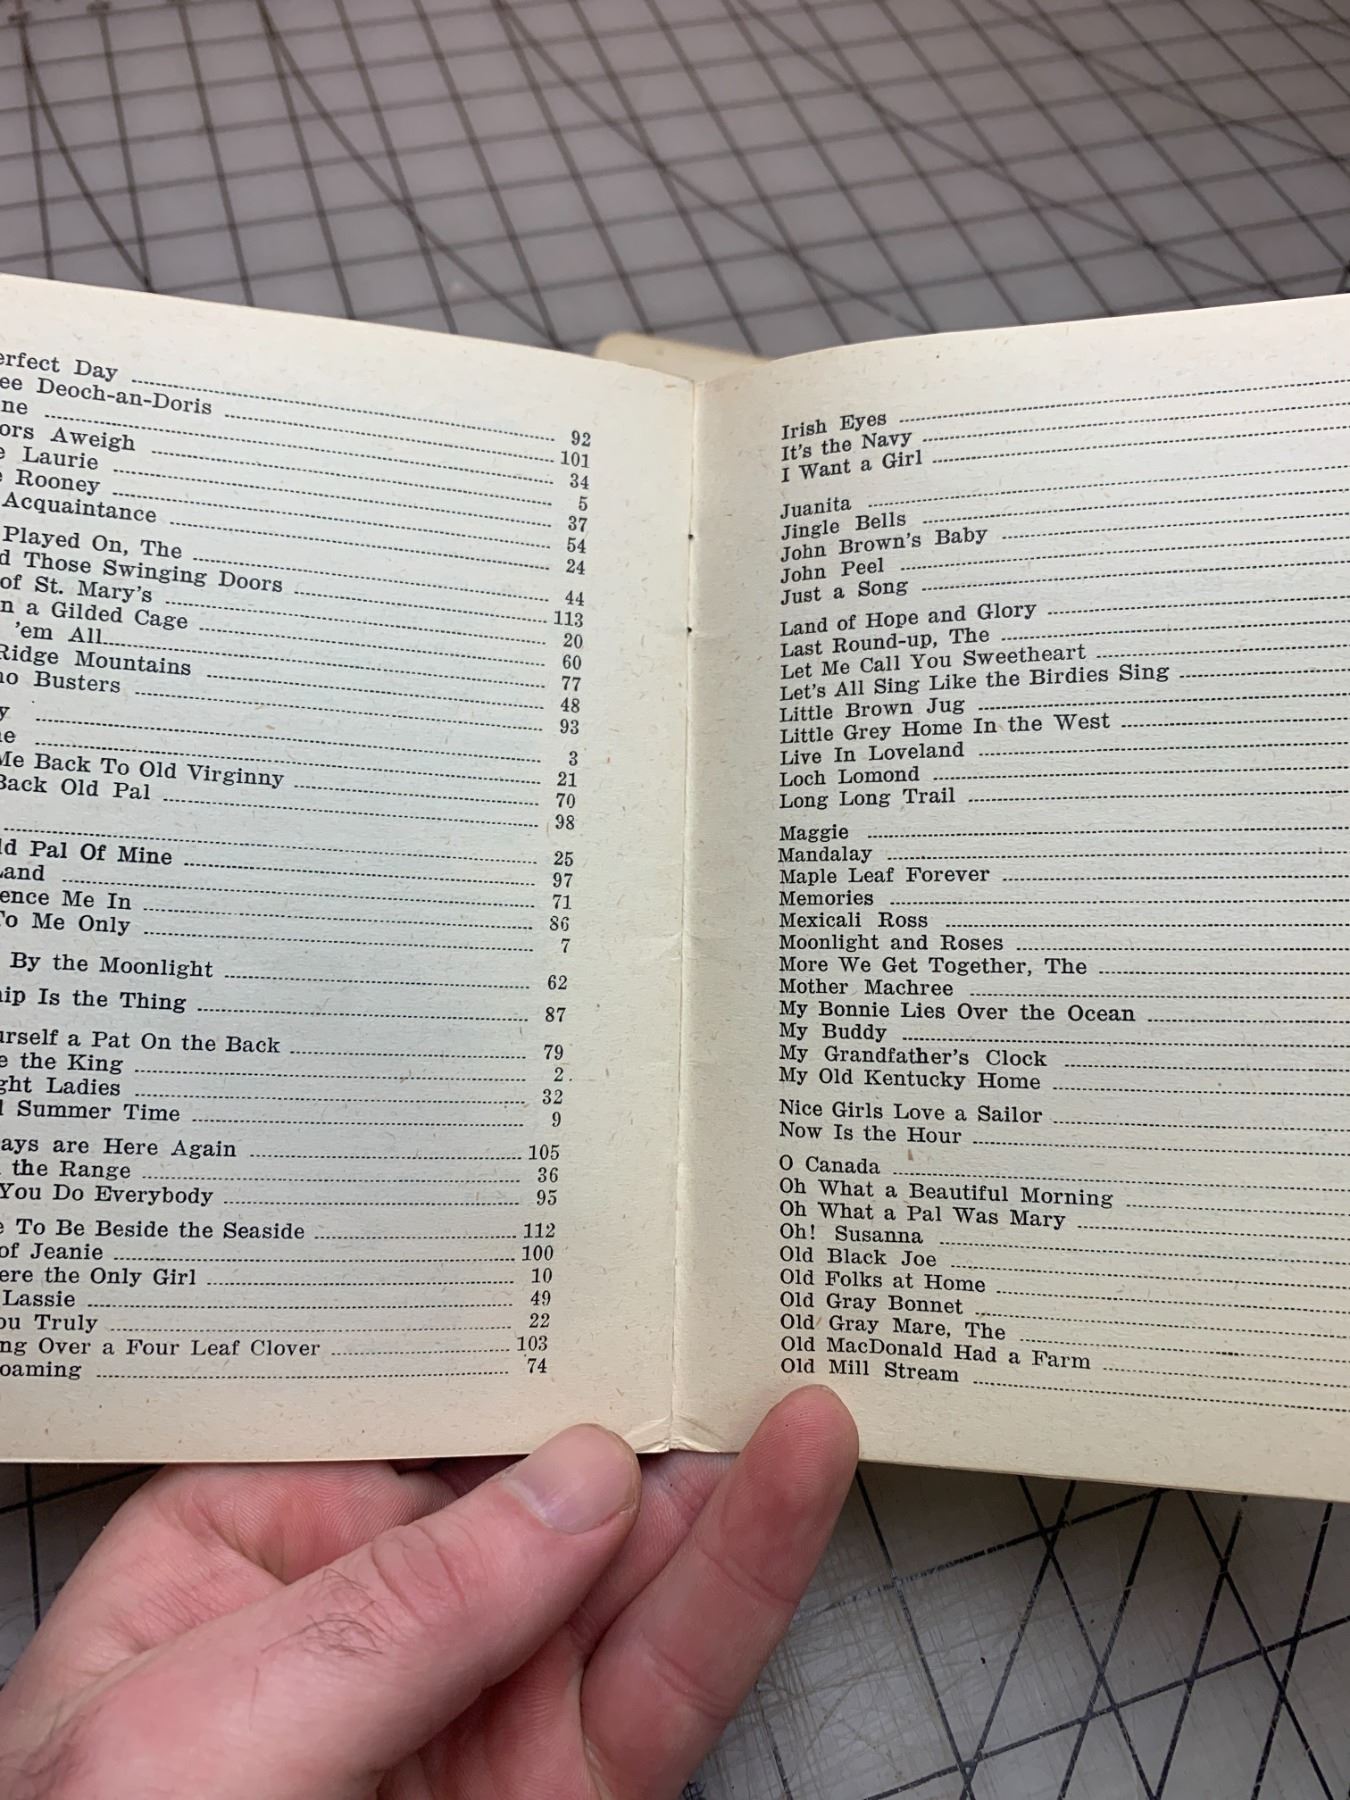 erfect Day 92
ee Deoch-an-Doris 101
ne 34
ors Aweigh 5
e Laurie 37
e Rooney 54
Acquaintance 24
Played On, The 44
d Those Swinging Doors 113
of St. Mary's 20
n a Gilded Cage 60
'em All 77
Ridge Mountains 48
no Busters 93
y 3
ne 21
Me Back To Old Virginny 70
Back Old Pal 98
25
ld Pal Of Mine 97
Land 71
ence Me In 86
To Me Only 7
By the Moonlight 62
hip Is the Thing 87
urself a Pat On the Back 79
e the King 2
ght Ladies 32
d Summer Time 9
ays are Here Again 105
the Range 36
You Do Everybody 95
e To Be Beside the Seaside 112
of Jeanie 100
ere the Only Girl 10
Lassie 49
ou Truly 22
ng Over a Four Leaf Clover 103
oaming 74
Irish Eyes
It's the Navy
I Want a Girl
Juanita
Jingle Bells
John Brown's Baby
John Peel
Just a Song
Land of Hope and Glory
Last Round-up, The
Let Me Call You Sweetheart
Let's All Sing Like the Birdies Sing
Little Brown Jug
Little Grey Home In the West
Live In Loveland
Loch Lomond
Long Long Trail
Maggie
Mandalay
Maple Leaf Forever
Memories
Mexicali Ross
Moonlight and Roses
More We Get Together, The
Mother Machree
My Bonnie Lies Over the Ocean
My Buddy
My Grandfather's Clock
My Old Kentucky Home
Nice Girls Love a Sailor
Now Is the Hour
O Canada
Oh What a Beautiful Morning
Oh What a Pal Was Mary
Oh! Susanna
Old Black Joe
Old Folks at Home
Old Gray Bonnet
Old Gray Mare, The
Old MacDonald Had a Farm
Old Mill Stream